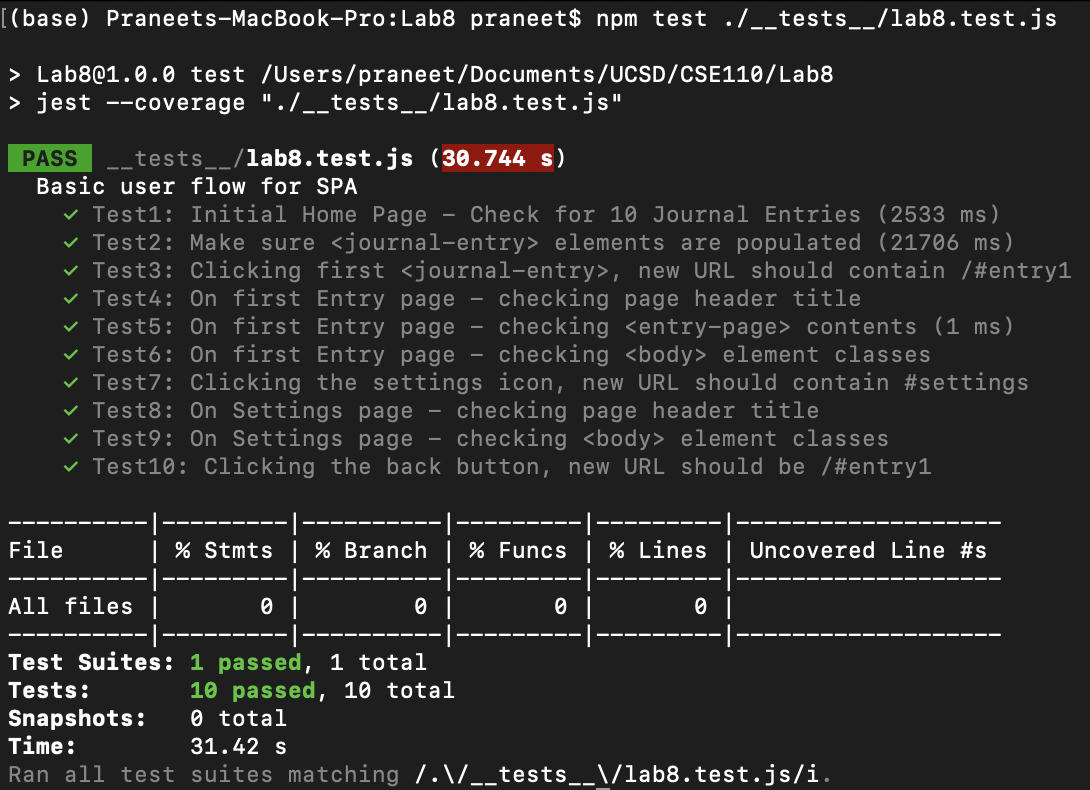 [(base) Praneets-MacBook-Pro:Lab8 praneet$ npm test ./__tests__/lab8.test.js
> Lab8@1.0.0 test /Users/praneet/Documents/UCSD/CSE110/Lab8
> jest --coverage "./__tests__/lab8.test.js"
PASS __tests__/lab8.test.js (30.744 s)
Basic user flow for SPA
✓ Test1: Initial Home Page – Check for 10 Journal Entries (2533 ms)
✓ Test2: Make sure <journal-entry> elements are populated (21706 ms)
✓ Test3: Clicking first <journal-entry>, new URL should contain /#entry1
✓ Test4: On first Entry page – checking page header title
✓ Test5: On first Entry page – checking <entry-page> contents (1 ms)
✓ Test6: On first Entry page – checking <body> element classes
✓ Test7: Clicking the settings icon, new URL should contain #settings
✓ Test8: On Settings page – checking page header title
✓ Test9: On Settings page – checking <body> element classes
✓ Test10: Clicking the back button, new URL should be /#entry1
----------|---------|----------|---------|---------|-------------------
File      | % Stmts | % Branch | % Funcs | % Lines | Uncovered Line #s
----------|---------|----------|---------|---------|-------------------
All files |       0 |        0 |       0 |       0 |
----------|---------|----------|---------|---------|-------------------
Test Suites: 1 passed, 1 total
Tests:       10 passed, 10 total
Snapshots:   0 total
Time:        31.42 s
Ran all test suites matching /.\/__tests__\/lab8.test.js/i.